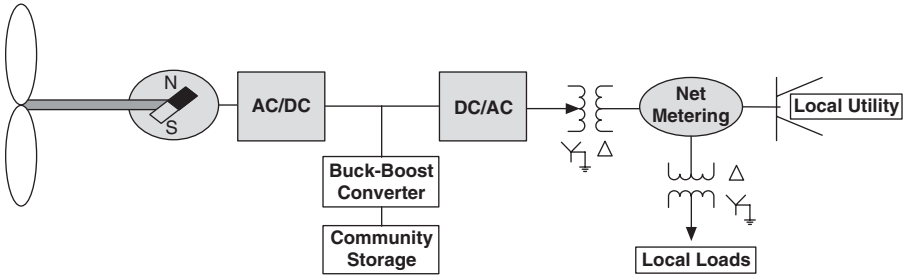 N
S
AC/DC
DC/AC
Net
Metering
Local Utility
Buck-Boost
Converter
Community
Storage
Δ
Δ
Local Loads